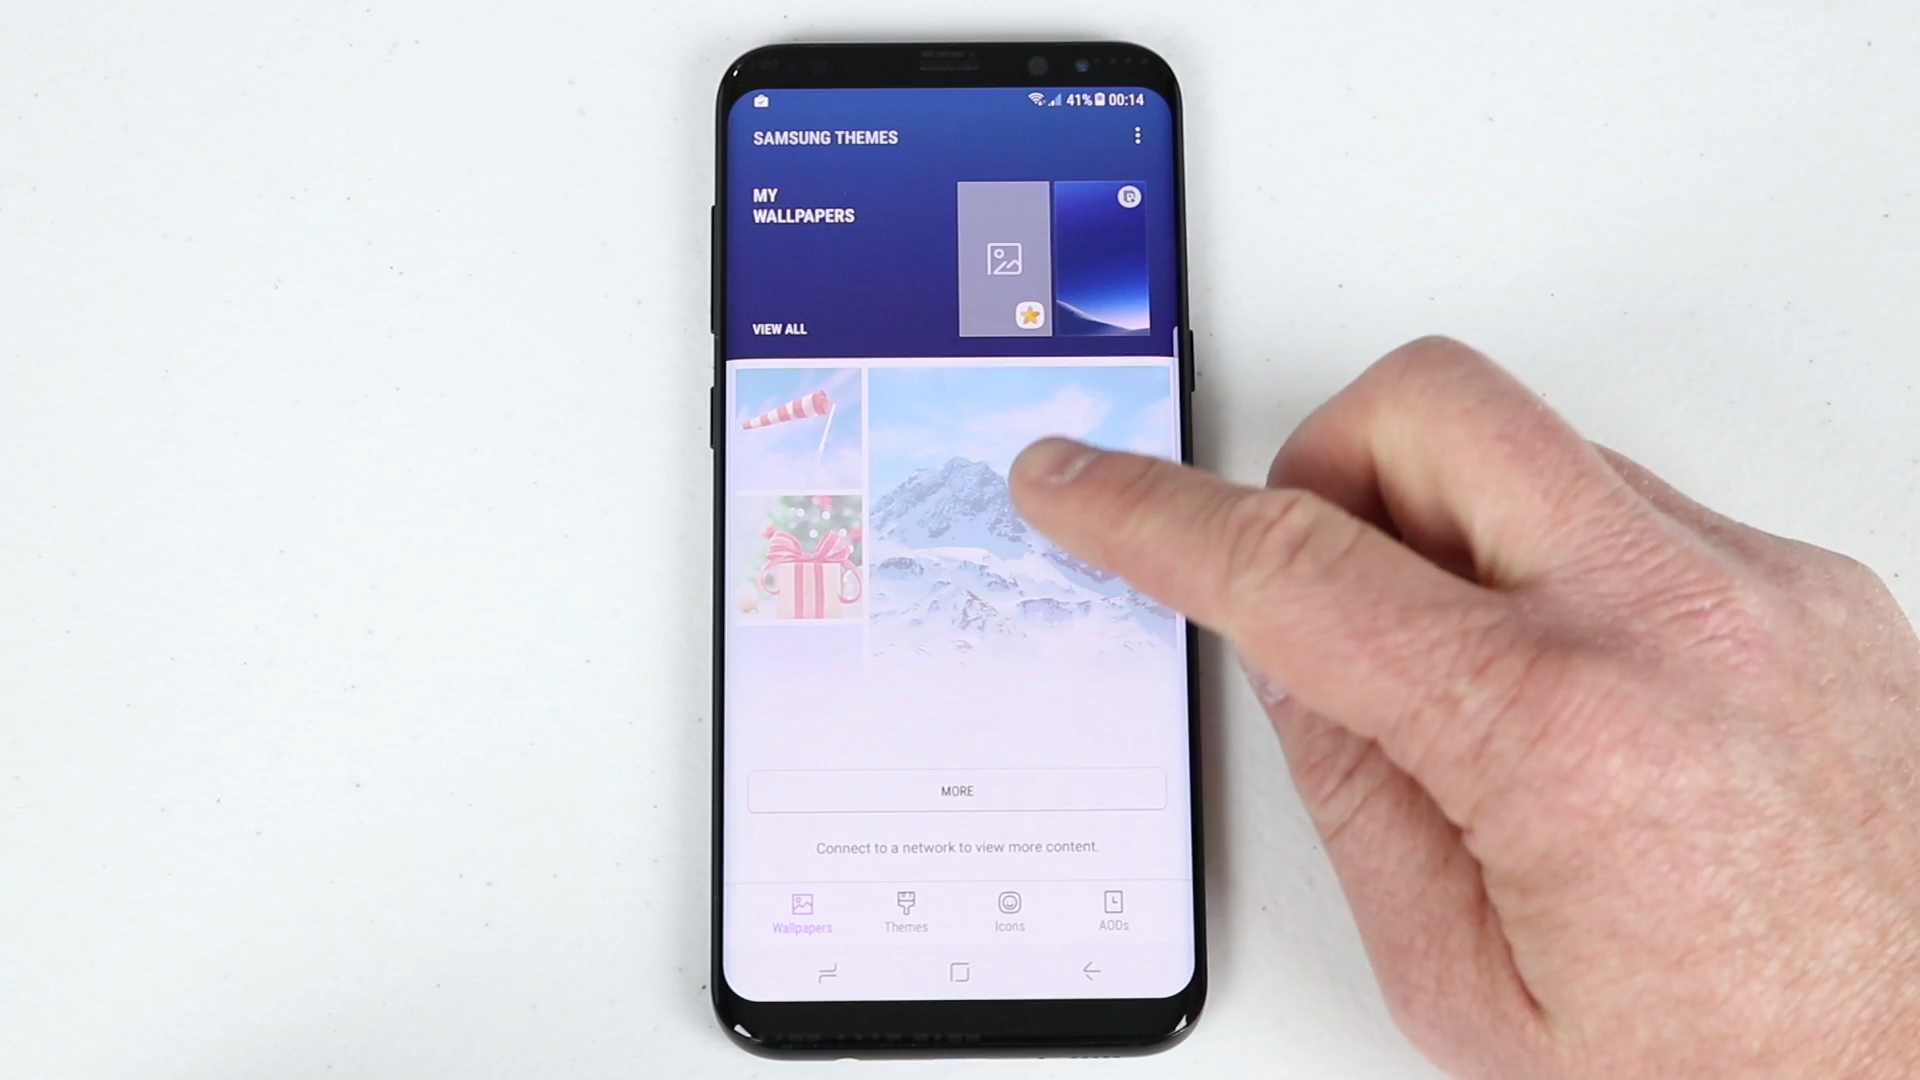 41% 00:14
SAMSUNG THEMES
MY
WALLPAPERS
VIEW ALL
MORE
Connect to a network to view more content.
Wallpapers
Themes
Icons
AODs